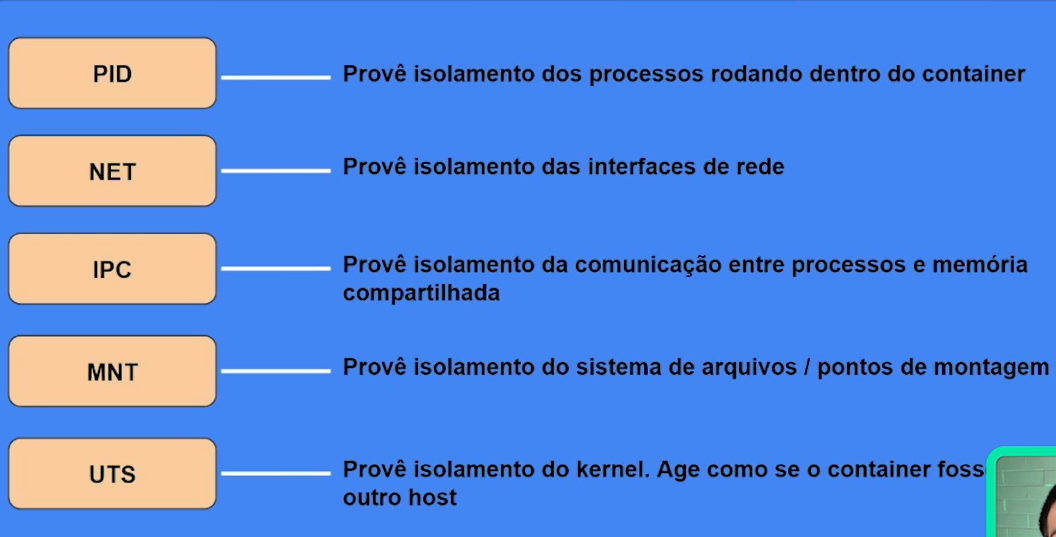 PID
Provê isolamento dos processos rodando dentro do container
NET
Provê isolamento das interfaces de rede
IPC
Provê isolamento da comunicação entre processos e memória
compartilhada
MNT
Provê isolamento do sistema de arquivos / pontos de montagem
UTS
Provê isolamento do kernel. Age como se o container foss
outro host